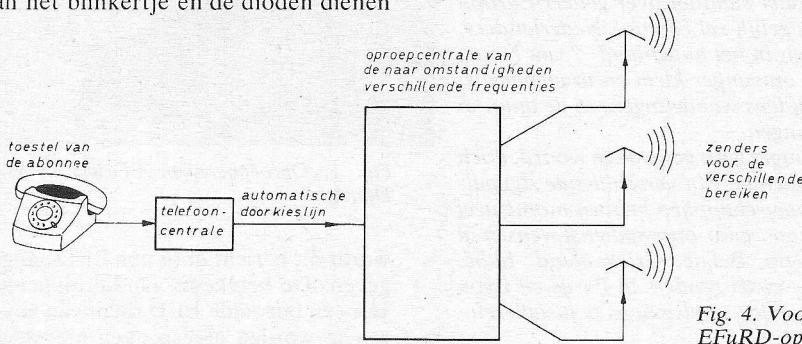 het blinkertje en de dioden dienen
oproepcentrale van
de naar omstandigheden
verschillende frequenties
toestel van
de abonnee
telefoon-
centrale
automatische
doorkieslijn
zenders
voor de
verschillende
bereiken
Fig. 4. Voo
EFuRD-op